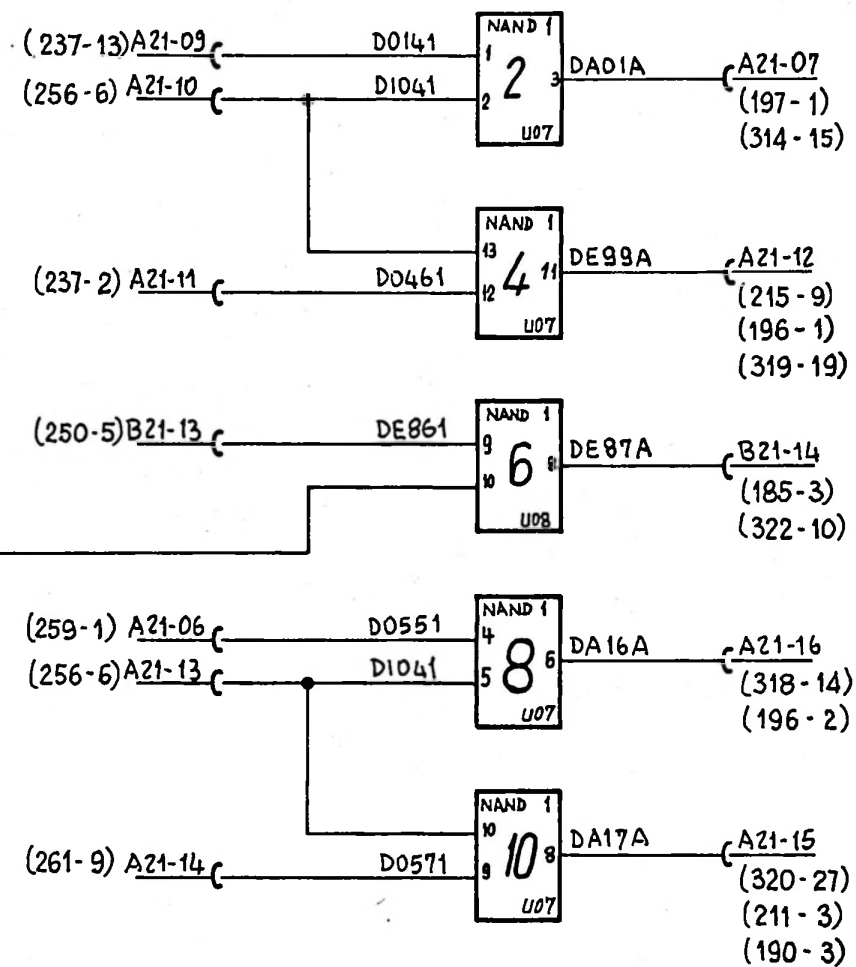 (237-13) A21-09 D0141 NAND 1
1 2 3 DA01A A21-07
(256-6) A21-10 D1041 2
U07
(197-1)
(314-15)
NAND 1
13 4 11 DE99A A21-12
(237-2) A21-11 D0461 12
U07
(215-9)
(196-1)
(319-19)
NAND 1
(250-5) B21-13 DE861 9
6 8 DE87A B21-14
10
U08
(185-3)
(322-10)
NAND 1
(259-1) A21-06 D0551 4
8 6 DA16A A21-16
(256-6) A21-13 D1041 5
U07
(318-14)
(196-2)
NAND 1
10
10 8 DA17A A21-15
(261-9) A21-14 D0571 9
U07
(320-27)
(211-3)
(190-3)